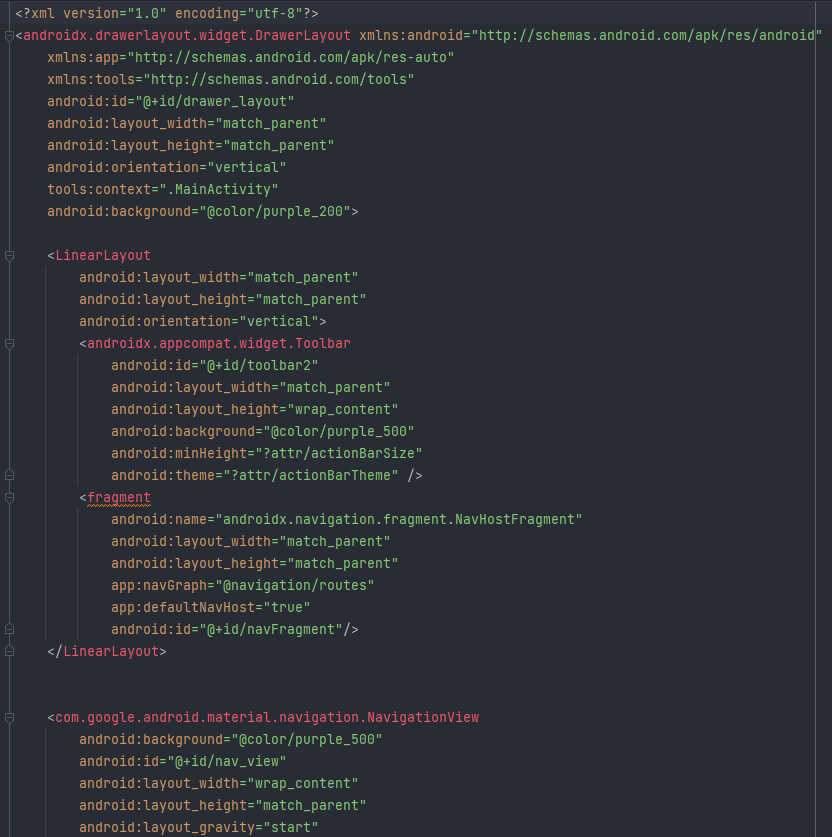 <?xml version="1.0" encoding="utf-8"?>
<androidx.drawerlayout.widget.DrawerLayout xmlns:android="http://schemas.android.com/apk/res/android"
    xmlns:app="http://schemas.android.com/apk/res-auto"
    xmlns:tools="http://schemas.android.com/tools"
    android:id="@+id/drawer_layout"
    android:layout_width="match_parent"
    android:layout_height="match_parent"
    android:orientation="vertical"
    tools:context=".MainActivity"
    android:background="@color/purple_200">

    <LinearLayout
        android:layout_width="match_parent"
        android:layout_height="match_parent"
        android:orientation="vertical">
        <androidx.appcompat.widget.Toolbar
            android:id="@+id/toolbar2"
            android:layout_width="match_parent"
            android:layout_height="wrap_content"
            android:background="@color/purple_500"
            android:minHeight="?attr/actionBarSize"
            android:theme="?attr/actionBarTheme" />
        <fragment
            android:name="androidx.navigation.fragment.NavHostFragment"
            android:layout_width="match_parent"
            android:layout_height="match_parent"
            app:navGraph="@navigation/routes"
            app:defaultNavHost="true"
            android:id="@+id/navFragment"/>
    </LinearLayout>


    <com.google.android.material.navigation.NavigationView
        android:background="@color/purple_500"
        android:id="@+id/nav_view"
        android:layout_width="wrap_content"
        android:layout_height="match_parent"
        android:layout_gravity="start"